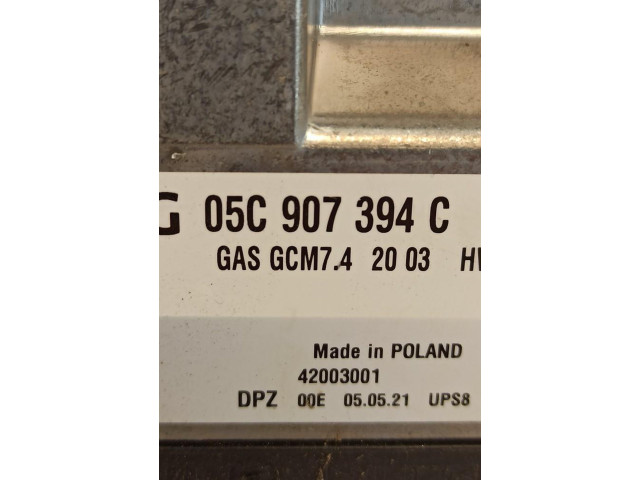 G 05C 907 394 C
GAS GCM7.4 20 03 H
Made in POLAND
42003001
DPZ 00E 05.05.21 UPS8